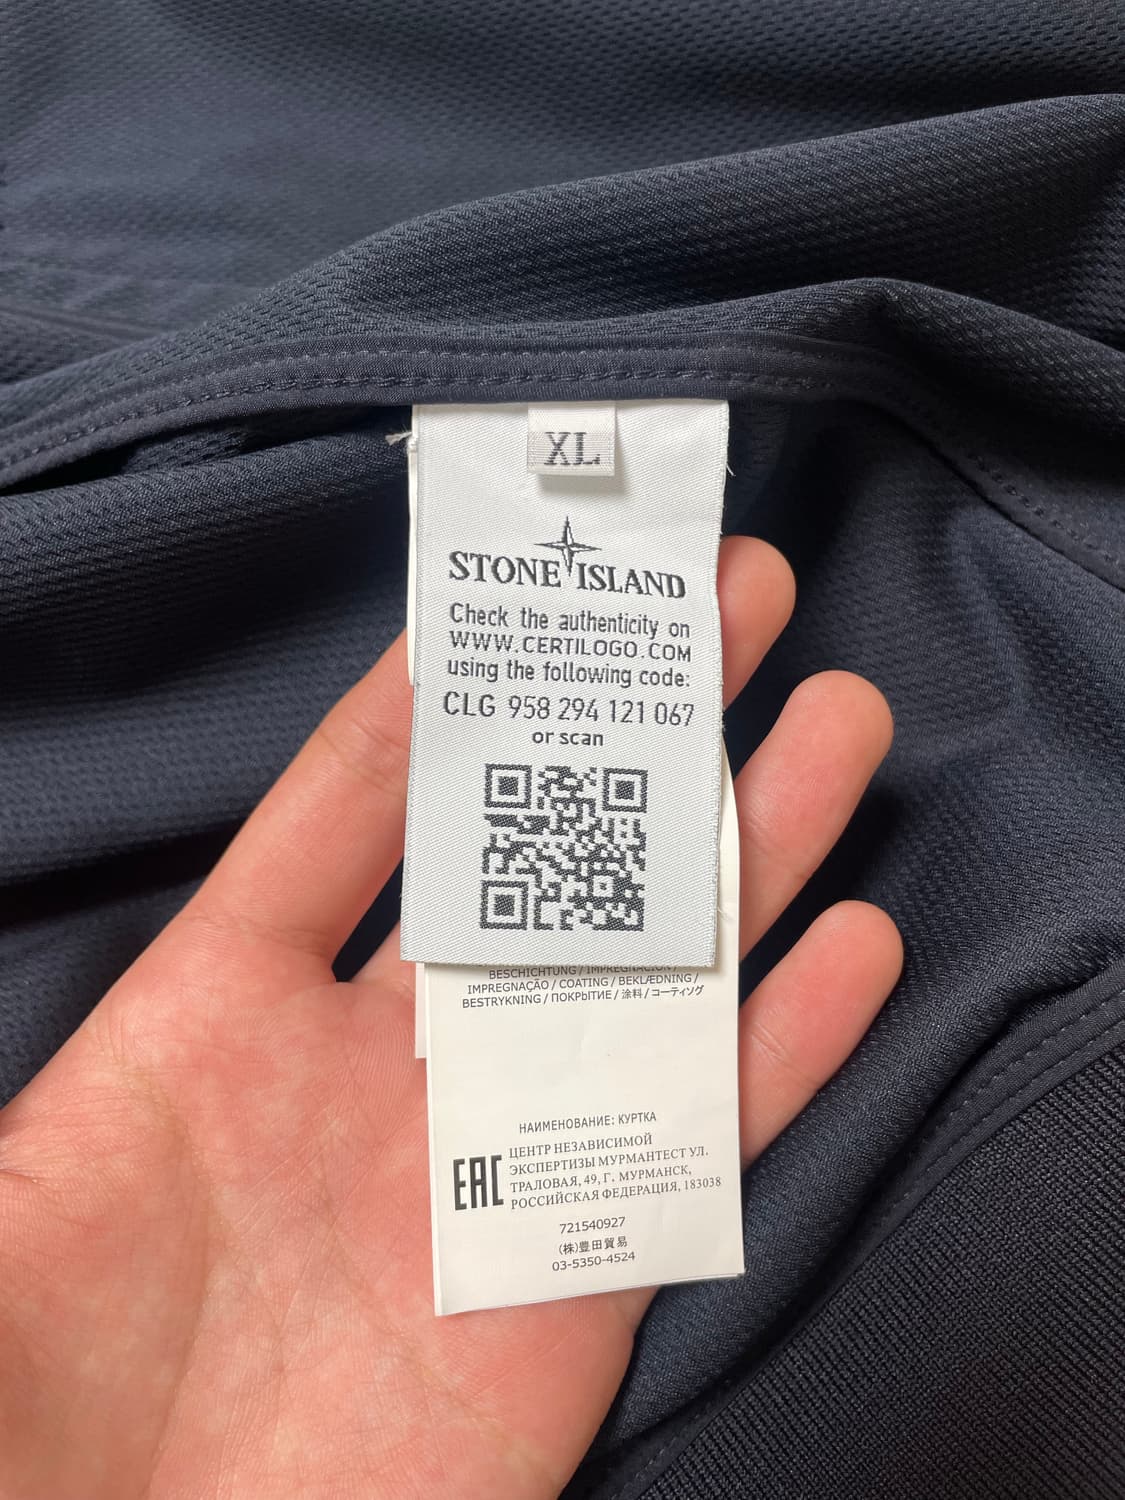 XL
STONE ISLAND
Check the authenticity on
WWW.CERTILOGO.COM
using the following code:
CLG 958 294 121 067
or scan
BESCHICHTUNG / IMPREGNACIÓN /
IMPREGNAÇÃO / COATING / BEKLÆDNING /
BESTRYKNING / ПОКРЫТИЕ / 涂料 / コーティング
НАИМЕНОВАНИЕ: КУРТКА
EAC
ЦЕНТР НЕЗАВИСИМОЙ
ЭКСПЕРТИЗЫ МУРМАНТЕСТ УЛ.
ТРАЛОВАЯ, 49, Г. МУРМАНСК,
РОССИЙСКАЯ ФЕДЕРАЦИЯ, 183038
721540927
(株)豊田貿易
03-5350-4524